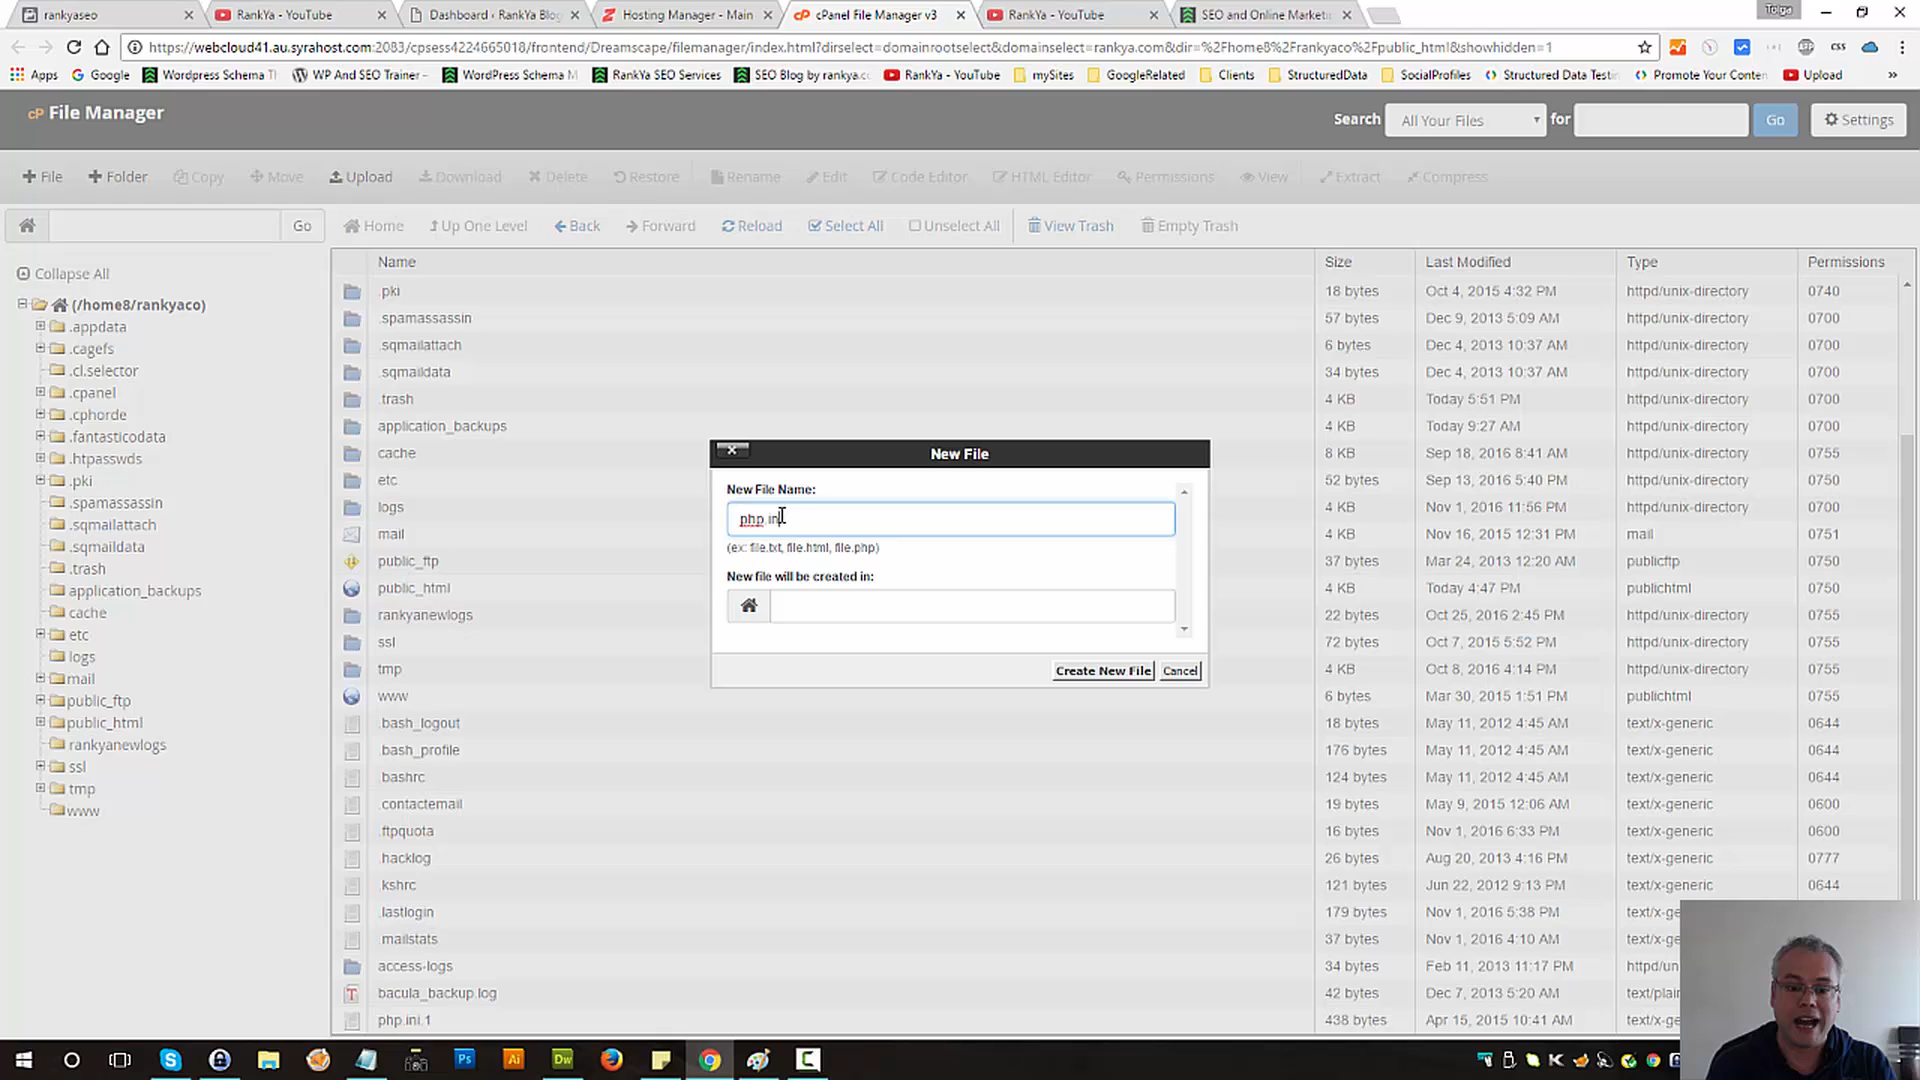 rankyaseo
RankYa - YouTube
Dashboard ‹ RankYa Blog
Hosting Manager - Main
cPanel File Manager v3
RankYa - YouTube
SEO and Online Marketi
Tolga
https://webcloud41.au.syrahost.com:2083/cpsess4224665018/frontend/Dreamscape/filemanager/index.html?dirselect=domainrootselect&domainselect=rankya.com&dir=%2Fhome8%2Frankyaco%2Fpublic_html&showhidden=1
CSS
Apps
Google
Wordpress Schema Th
WP And SEO Trainer -
WordPress Schema M
RankYa SEO Services
SEO Blog by rankya.co
RankYa - YouTube
mySites
GoogleRelated
Clients
StructuredData
SocialProfiles
Structured Data Testin
Promote Your Conten
Upload
»
cP File Manager
Search
All Your Files
for
Go
Settings
File
Folder
Copy
Move
Upload
Download
Delete
Restore
Rename
Edit
Code Editor
HTML Editor
Permissions
View
Extract
Compress
Go
Home
Up One Level
Back
Forward
Reload
Select All
Unselect All
View Trash
Empty Trash
Collapse All
(/home8/rankyaco)
.appdata
.cagefs
.cl.selector
.cpanel
.cphorde
.fantasticodata
.htpasswds
.pki
.spamassassin
.sqmailattach
.sqmaildata
.trash
application_backups
cache
etc
logs
mail
public_ftp
public_html
rankyanewlogs
ssl
tmp
www
Name Size Last Modified Type Permissions
.pki 18 bytes Oct 4, 2015 4:32 PM httpd/unix-directory 0740
.spamassassin 57 bytes Dec 9, 2013 5:09 AM httpd/unix-directory 0700
.sqmailattach 6 bytes Dec 4, 2013 10:37 AM httpd/unix-directory 0700
.sqmaildata 34 bytes Dec 4, 2013 10:37 AM httpd/unix-directory 0700
.trash 4 KB Today 5:51 PM httpd/unix-directory 0700
application_backups 4 KB Today 9:27 AM httpd/unix-directory 0700
cache 8 KB Sep 18, 2016 8:41 AM httpd/unix-directory 0755
etc 52 bytes Sep 13, 2016 5:40 PM httpd/unix-directory 0750
logs 4 KB Nov 1, 2016 11:56 PM httpd/unix-directory 0700
mail 4 KB Nov 16, 2016 12:31 PM mail 0751
public_ftp 37 bytes Mar 24, 2013 12:20 AM publicftp 0750
public_html 4 KB Today 4:47 PM publichtml 0750
rankyanewlogs 22 bytes Oct 25, 2016 2:45 PM httpd/unix-directory 0755
ssl 72 bytes Oct 7, 2015 5:52 PM httpd/unix-directory 0755
tmp 4 KB Oct 8, 2016 4:14 PM httpd/unix-directory 0755
www 6 bytes Mar 30, 2015 1:51 PM publichtml 0755
.bash_logout 18 bytes May 11, 2012 4:45 AM text/x-generic 0644
.bash_profile 176 bytes May 11, 2012 4:45 AM text/x-generic 0644
.bashrc 124 bytes May 11, 2012 4:45 AM text/x-generic 0644
.contactemail 19 bytes May 9, 2015 12:06 AM text/x-generic 0600
.ftpquota 16 bytes Nov 1, 2016 6:33 PM text/x-generic 0600
.hacklog 26 bytes Aug 20, 2013 4:16 PM text/x-generic 0777
.kshrc 121 bytes Jun 22, 2012 9:13 PM text/x-generic 0644
.lastlogin 179 bytes Nov 1, 2016 5:38 PM text/x-ge
.mailstats 37 bytes Nov 1, 2016 4:10 AM text/x-g
access-logs 34 bytes Feb 11, 2013 11:17 PM httpd/un
bacula_backup.log 42 bytes Dec 7, 2013 5:20 AM text/plair
php.ini.1 438 bytes Apr 15, 2015 10:41 AM text/x-ge
New File
New File Name:
php.ini
(ex: file.txt, file.html, file.php)
New file will be created in:
Create New File
Cancel
Ps
Ai
Dw